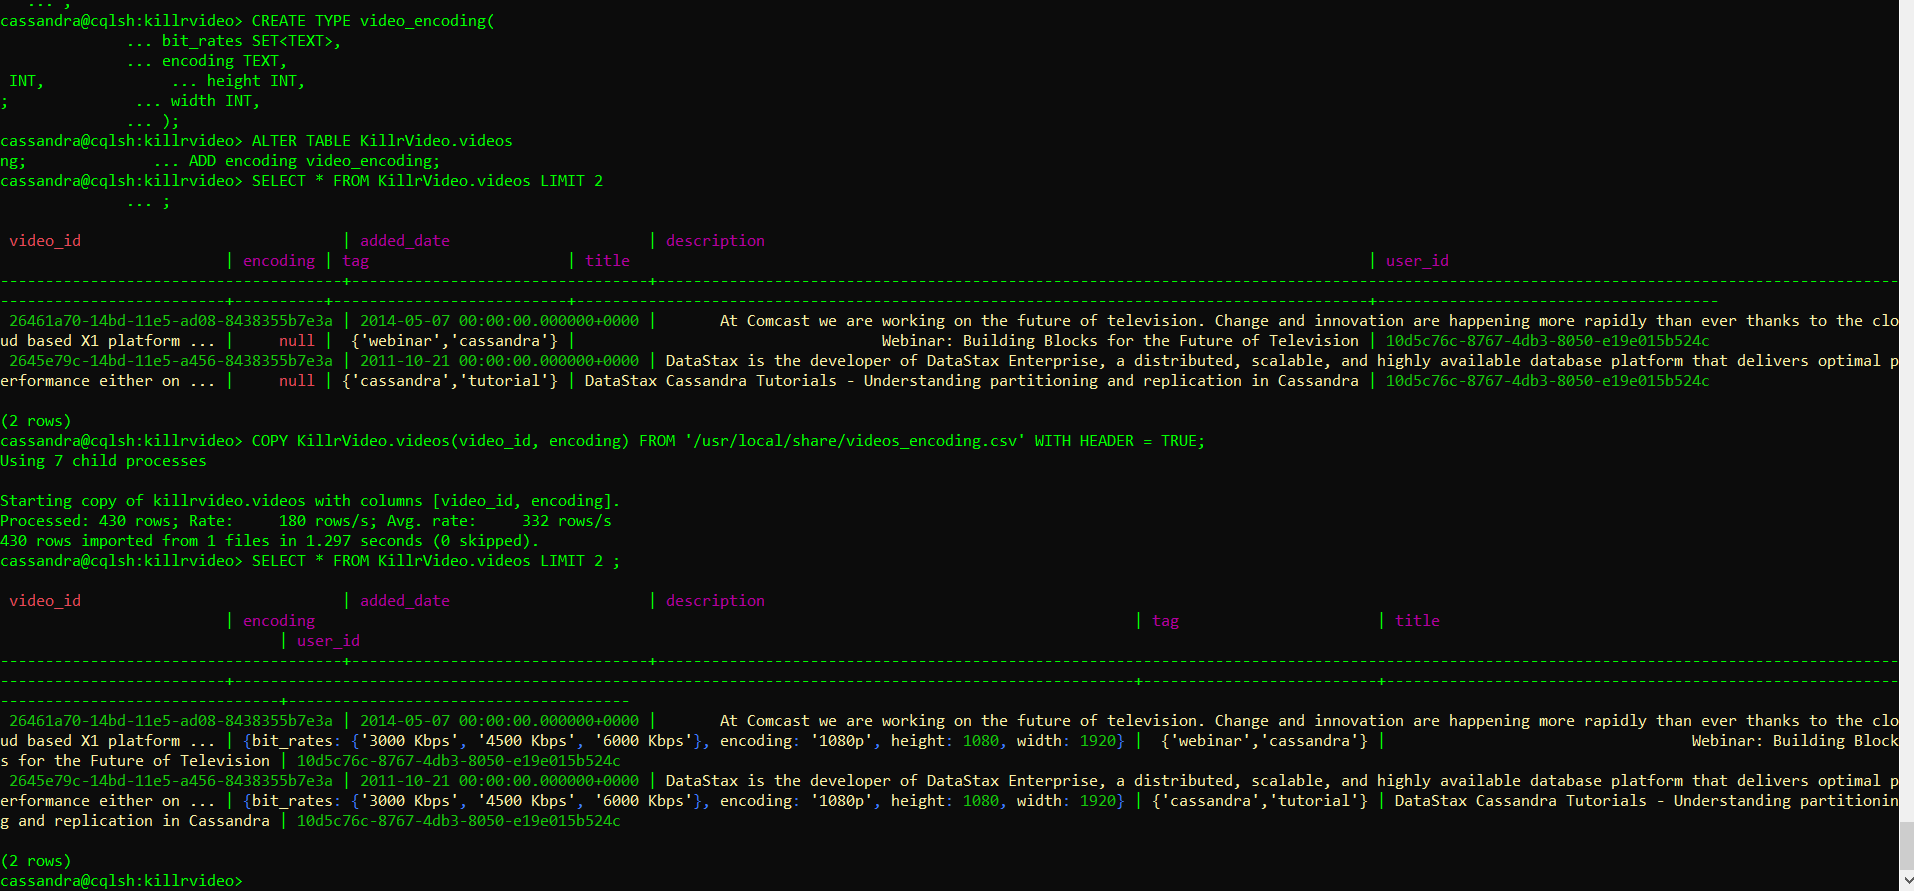 ... ,
cassandra@cqlsh:killrvideo> CREATE TYPE video_encoding(
... bit_rates SET<TEXT>,
... encoding TEXT,
INT, ... height INT,
; ... width INT,
... );
cassandra@cqlsh:killrvideo> ALTER TABLE KillrVideo.videos
ng; ... ADD encoding video_encoding;
cassandra@cqlsh:killrvideo> SELECT * FROM KillrVideo.videos LIMIT 2
... ;
video_id | added_date | description
| encoding | tag | title | user_id
--------------------------------------+---------------------------------+-------------------------------------------------------------------------------------------------------------------------------------------
-------------------------+----------+--------------------------+----------------------------------------------------------------------------------------+--------------------------------------
26461a70-14bd-11e5-ad08-8438355b7e3a | 2014-05-07 00:00:00.000000+0000 | At Comcast we are working on the future of television. Change and innovation are happening more rapidly than ever thanks to the clo
ud based X1 platform ... | null | {'webinar','cassandra'} | Webinar: Building Blocks for the Future of Television | 10d5c76c-8767-4db3-8050-e19e015b524c
2645e79c-14bd-11e5-a456-8438355b7e3a | 2011-10-21 00:00:00.000000+0000 | DataStax is the developer of DataStax Enterprise, a distributed, scalable, and highly available database platform that delivers optimal p
erformance either on ... | null | {'cassandra','tutorial'} | DataStax Cassandra Tutorials - Understanding partitioning and replication in Cassandra | 10d5c76c-8767-4db3-8050-e19e015b524c
(2 rows)
cassandra@cqlsh:killrvideo> COPY KillrVideo.videos(video_id, encoding) FROM '/usr/local/share/videos_encoding.csv' WITH HEADER = TRUE;
Using 7 child processes
Starting copy of killrvideo.videos with columns [video_id, encoding].
Processed: 430 rows; Rate: 180 rows/s; Avg. rate: 332 rows/s
430 rows imported from 1 files in 1.297 seconds (0 skipped).
cassandra@cqlsh:killrvideo> SELECT * FROM KillrVideo.videos LIMIT 2 ;
video_id | added_date | description
| encoding | tag | title
| user_id
--------------------------------------+---------------------------------+-------------------------------------------------------------------------------------------------------------------------------------------
-------------------------+----------------------------------------------------------------------------------------------------+--------------------------+---------------------------------------------------------
-------------------------------+--------------------------------------
26461a70-14bd-11e5-ad08-8438355b7e3a | 2014-05-07 00:00:00.000000+0000 | At Comcast we are working on the future of television. Change and innovation are happening more rapidly than ever thanks to the clo
ud based X1 platform ... | {bit_rates: {'3000 Kbps', '4500 Kbps', '6000 Kbps'}, encoding: '1080p', height: 1080, width: 1920} | {'webinar','cassandra'} | Webinar: Building Block
s for the Future of Television | 10d5c76c-8767-4db3-8050-e19e015b524c
2645e79c-14bd-11e5-a456-8438355b7e3a | 2011-10-21 00:00:00.000000+0000 | DataStax is the developer of DataStax Enterprise, a distributed, scalable, and highly available database platform that delivers optimal p
erformance either on ... | {bit_rates: {'3000 Kbps', '4500 Kbps', '6000 Kbps'}, encoding: '1080p', height: 1080, width: 1920} | {'cassandra','tutorial'} | DataStax Cassandra Tutorials - Understanding partitionin
g and replication in Cassandra | 10d5c76c-8767-4db3-8050-e19e015b524c
(2 rows)
cassandra@cqlsh:killrvideo>